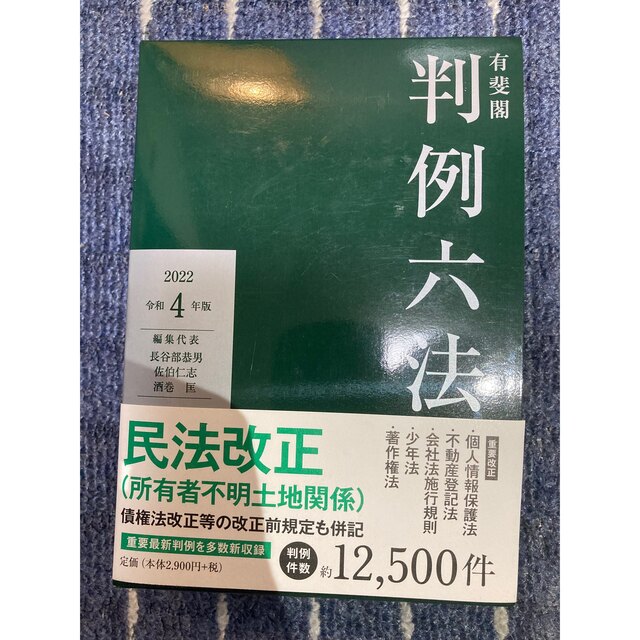 有斐閣
判例六法
2022
令和4年版
編集代表
長谷部恭男
佐伯仁志
酒巻 匡
民法改正
(所有者不明土地関係)
債権法改正等の改正前規定も併記
重要最新判例を多数新収録
定価(本体2,900円+税)
重要改正
・個人情報保護法
・不動産登記法
・会社法施行規則
・少年法
・著作権法
判例件数 約12,500件